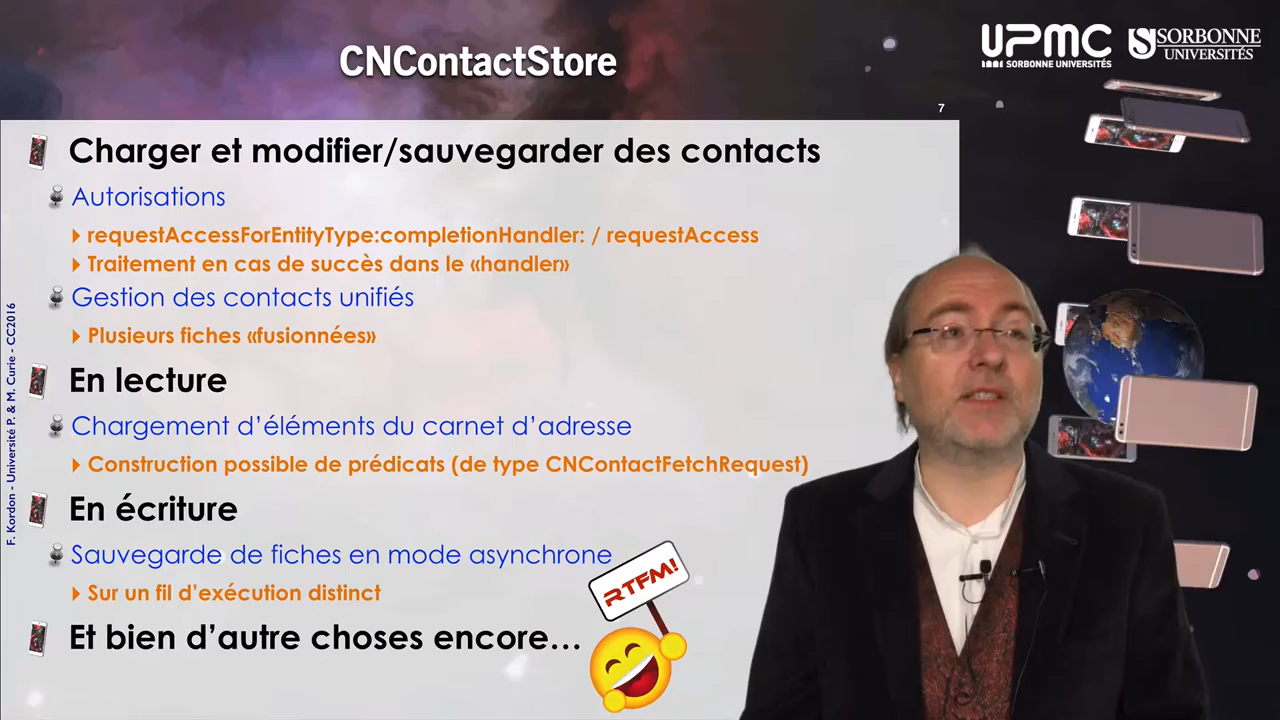 CNContactStore
UPMC
SORBONNE UNIVERSITÉS
SORBONNE
UNIVERSITÉS
7
Charger et modifier/sauvegarder des contacts
Autorisations
requestAccessForEntityType:completionHandler: / requestAccess
Traitement en cas de succès dans le «handler»
Gestion des contacts unifiés
Plusieurs fiches «fusionnées»
En lecture
Chargement d’éléments du carnet d’adresse
Construction possible de prédicats (de type CNContactFetchRequest)
En écriture
Sauvegarde de fiches en mode asynchrone
Sur un fil d’exécution distinct
Et bien d’autre choses encore…
RTFM!
F. Kordon - Université P. & M. Curie - CC2016